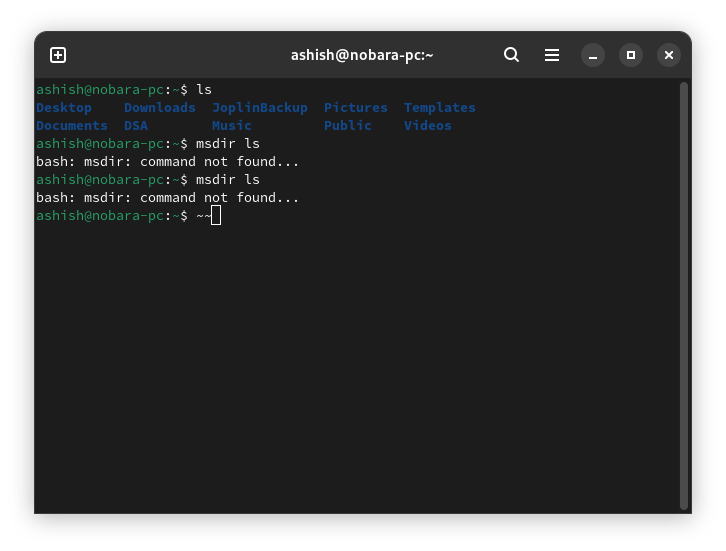 ashish@nobara-pc:~
ashish@nobara-pc:~$ ls
Desktop    Downloads  JoplinBackup  Pictures  Templates
Documents  DSA        Music         Public    Videos
ashish@nobara-pc:~$ msdir ls
bash: msdir: command not found...
ashish@nobara-pc:~$ msdir ls
bash: msdir: command not found...
ashish@nobara-pc:~$ ~~